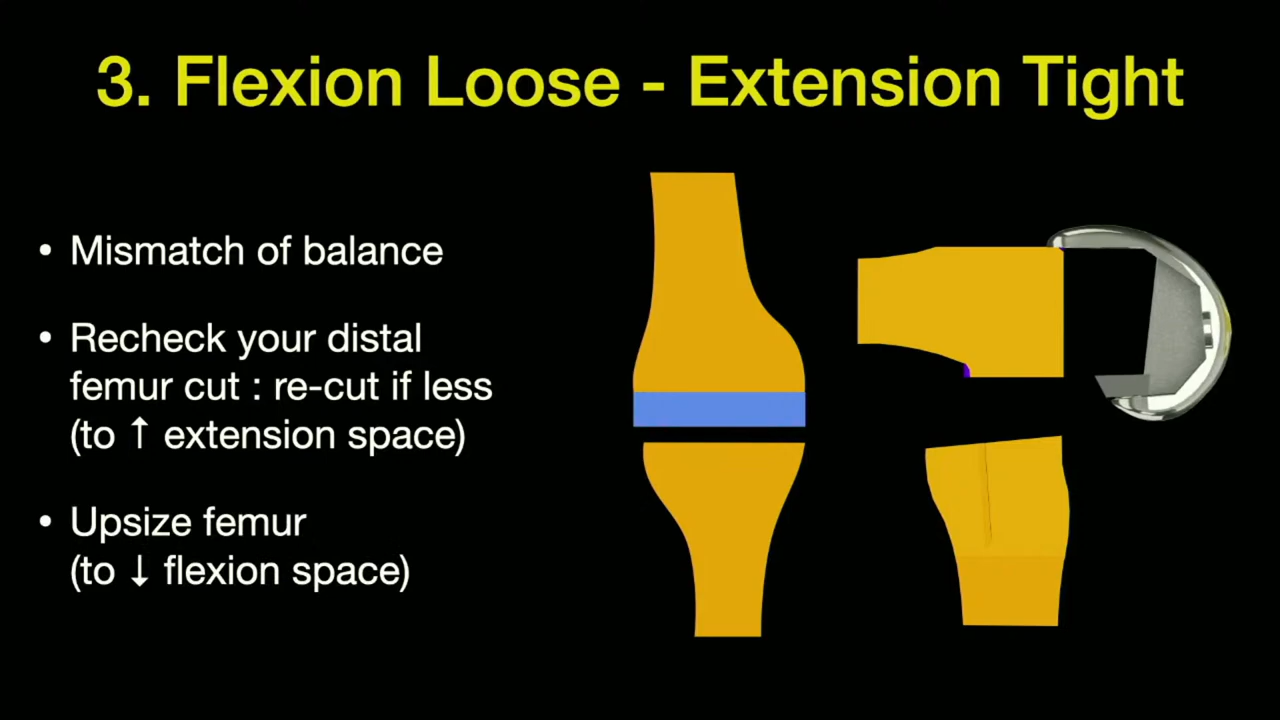 3. Flexion Loose - Extension Tight
• Mismatch of balance
• Recheck your distal
femur cut : re-cut if less
(to ↑ extension space)
• Upsize femur
(to ↓ flexion space)